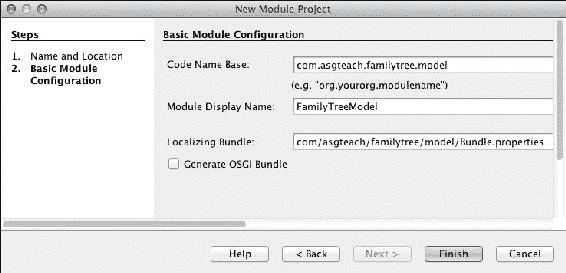 New Module Project
Steps
1. Name and Location
2. Basic Module
Configuration
Basic Module Configuration
Code Name Base: com.asgteach.familytree.model
(e.g. "org.yourorg.modulename")
Module Display Name: FamilyTreeModel
Localizing Bundle: com/asgteach/familytree/model/Bundle.properties
Generate OSGi Bundle
Help < Back Next > Finish Cancel